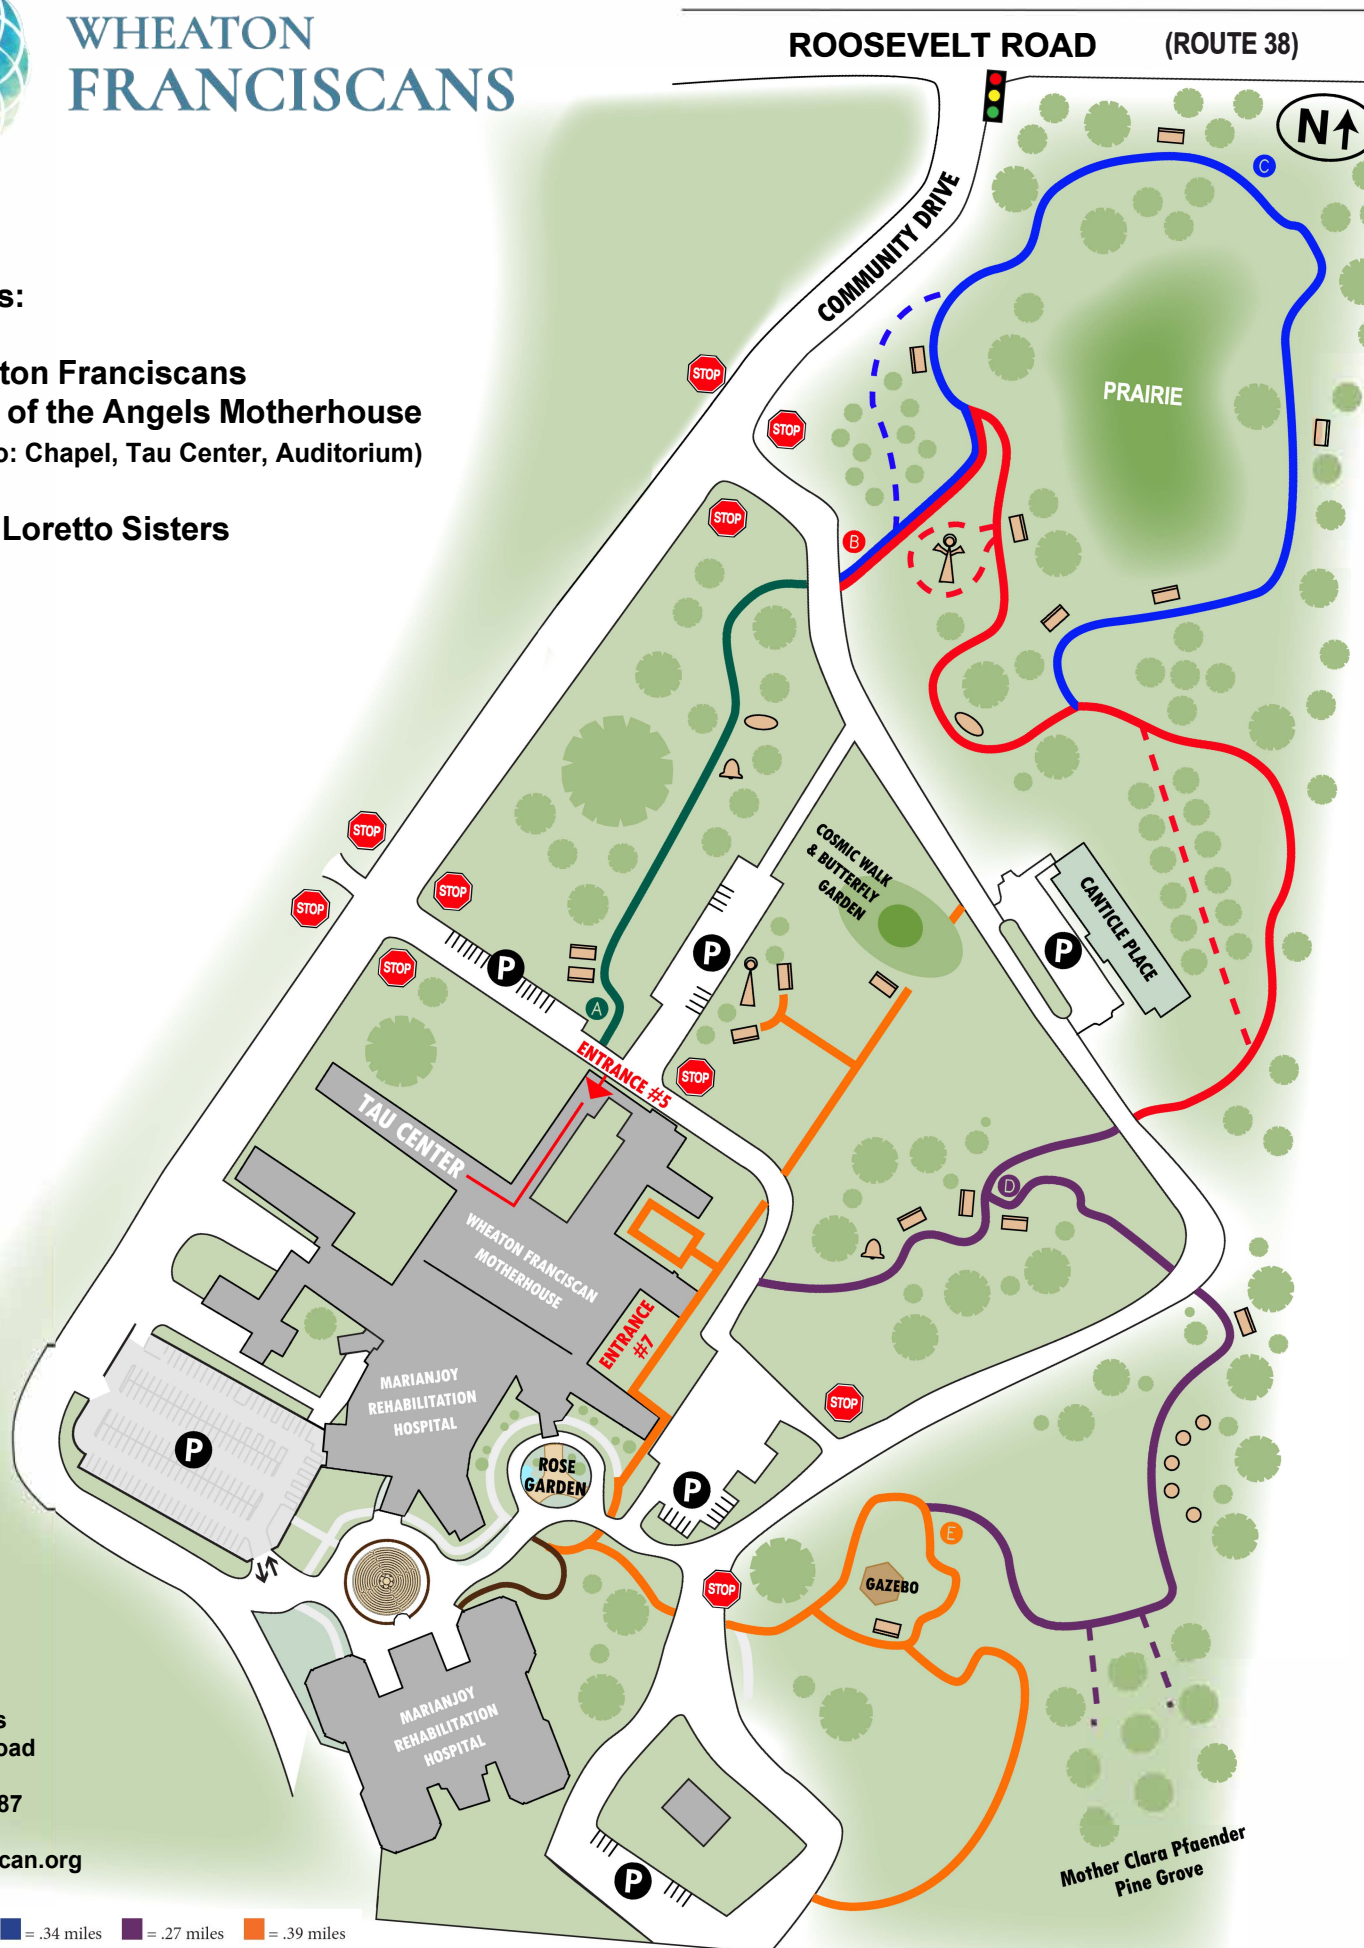 WHEATON
FRANCISCANS
ROOSEVELT ROAD (ROUTE 38)
N
C
COMMUNITY DRIVE
s:
ton Franciscans
of the Angels Motherhouse
o: Chapel, Tau Center, Auditorium)
Loretto Sisters
STOP
STOP
STOP
PRAIRIE
B
STOP
STOP
STOP
STOP
COSMIC WALK
& BUTTERFLY
GARDEN
CANTICLE PLACE
P
P
P
A
ENTRANCE #5
STOP
TAU CENTER
WHEATON FRANCISCAN
MOTHERHOUSE
D
ENTRANCE
#7
MARIANJOY
REHABILITATION
HOSPITAL
STOP
P
ROSE
GARDEN
P
E
GAZEBO
STOP
MARIANJOY
REHABILITATION
HOSPITAL
P
Mother Clara Pfaender
Pine Grove
s
oad
87
can.org
= .34 miles = .27 miles = .39 miles